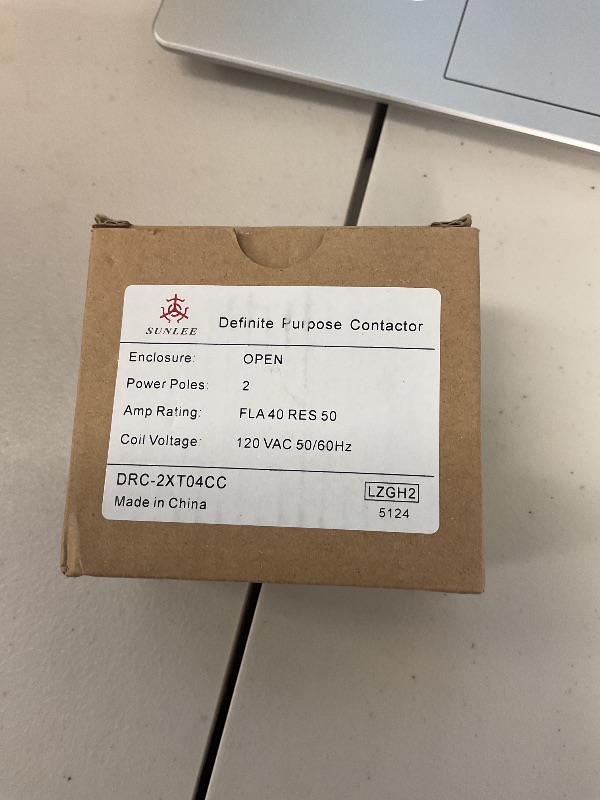 SUNLEE
Definite Purpose Contactor
Enclosure: OPEN
Power Poles: 2
Amp Rating: FLA 40 RES 50
Coil Voltage: 120 VAC 50/60Hz
DRC-2XT04CC
Made in China
LZGH2
5124